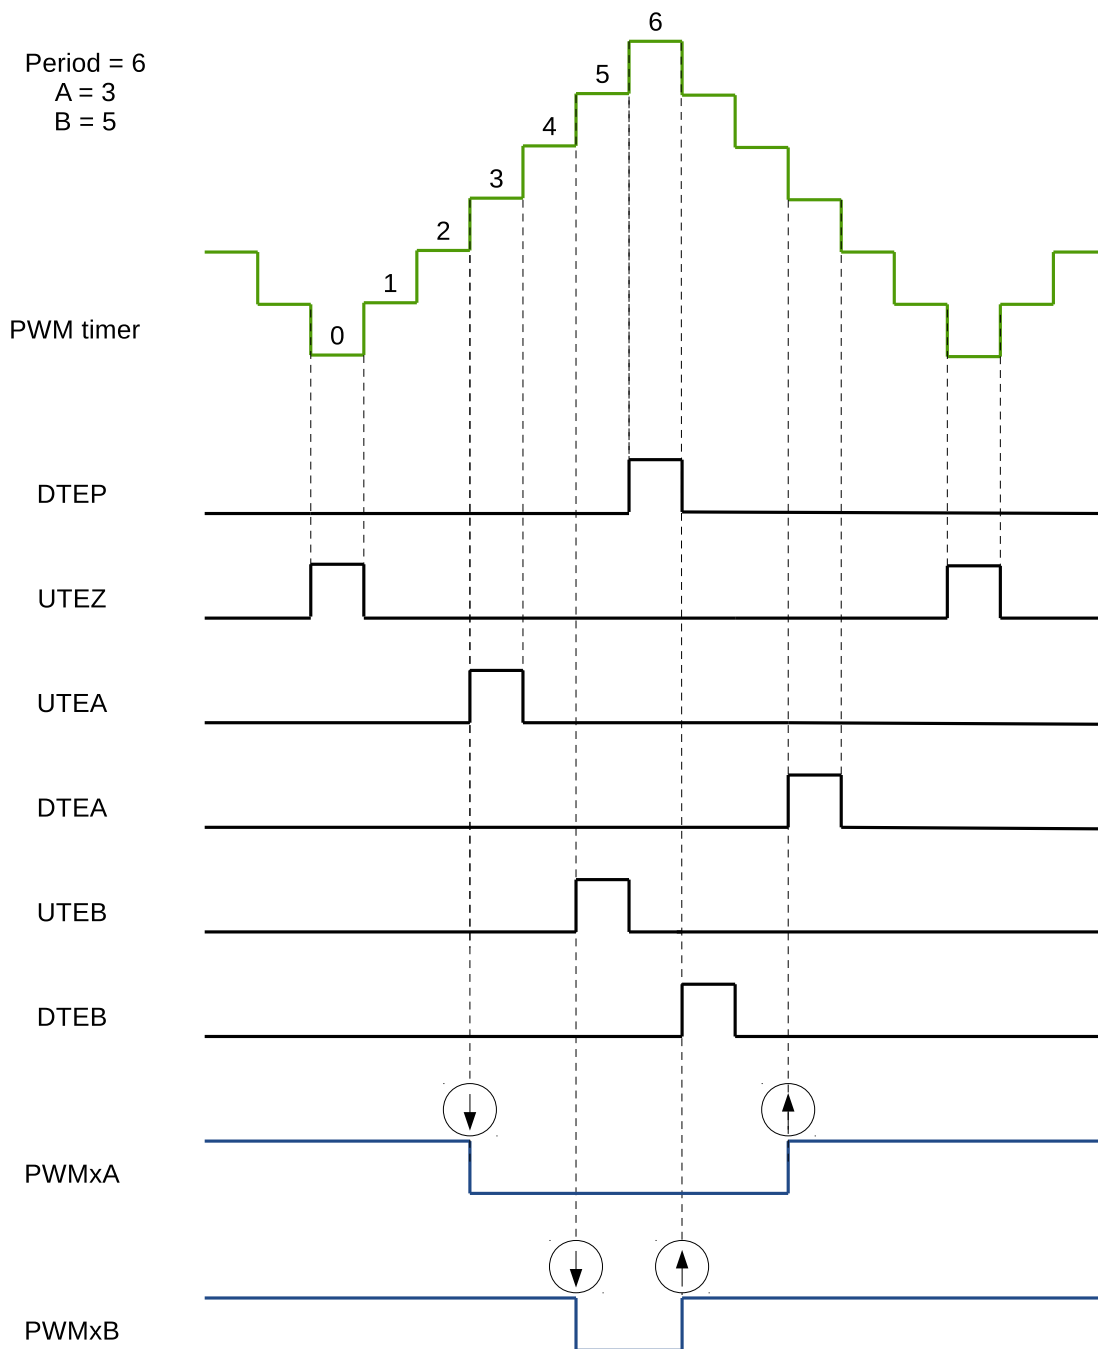 6
Period = 6
A = 3
B = 5
5
4
3
2
1
0
PWM timer
DTEP
UTEZ
UTEA
DTEA
UTEB
DTEB
PWMxA
PWMxB